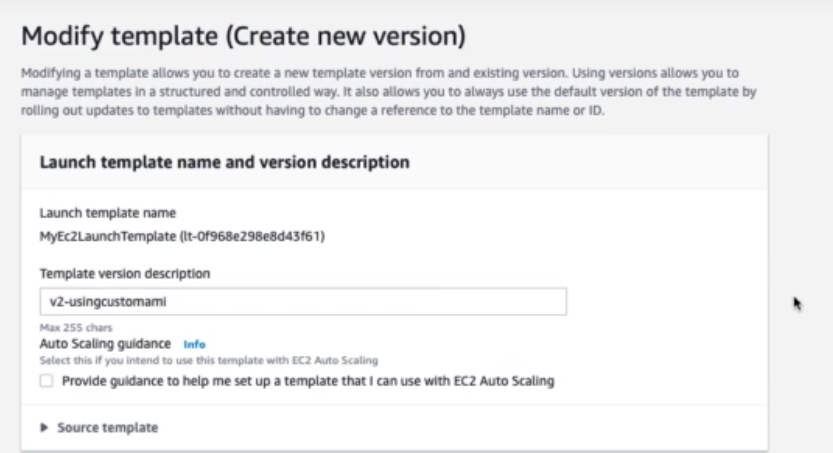 Modify template (Create new version)
Modifying a template allows you to create a new template version from and existing version. Using versions allows you to
manage templates in a structured and controlled way. It also allows you to always use the default version of the template by
rolling out updates to templates without having to change a reference to the template name or ID.
Launch template name and version description
Launch template name
MyEc2LaunchTemplate (lt-0f968e298e8d43f61)
Template version description
v2-usingcustomami
Max 255 chars
Auto Scaling guidance Info
Select this if you intend to use this template with EC2 Auto Scaling
Provide guidance to help me set up a template that I can use with EC2 Auto Scaling
Source template